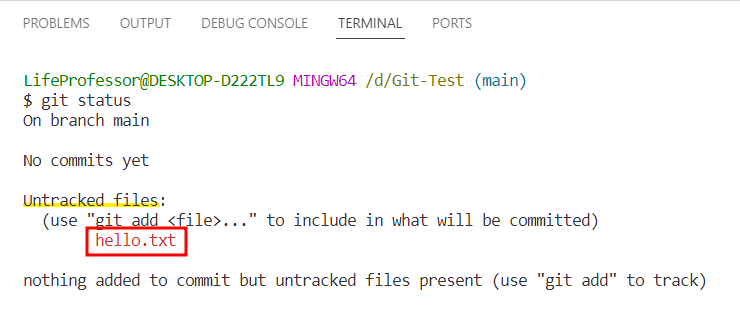 PROBLEMS OUTPUT DEBUG CONSOLE TERMINAL PORTS
LifeProfessor@DESKTOP-D222TL9 MINGW64 /d/Git-Test (main)
$ git status
On branch main
No commits yet
Untracked files:
(use "git add <file>..." to include in what will be committed)
hello.txt
nothing added to commit but untracked files present (use "git add" to track)